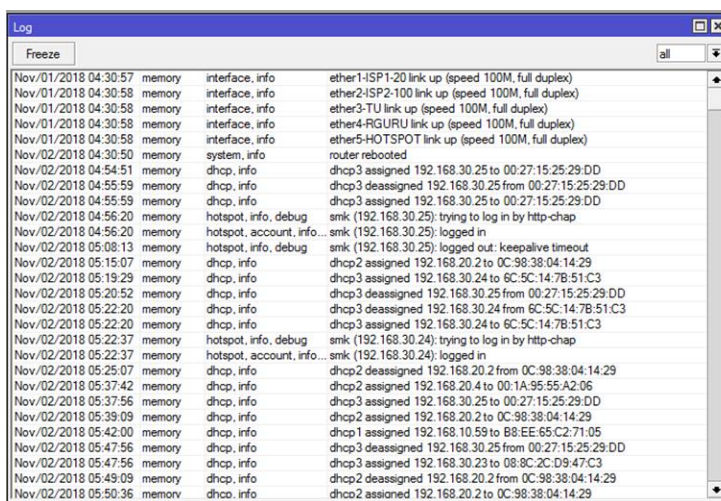 Log
Freeze
all
Nov/01/2018 04:30:57 memory interface, info ether1-ISP1-20 link up (speed 100M, full duplex)
Nov/01/2018 04:30:58 memory interface, info ether2-ISP2-100 link up (speed 100M, full duplex)
Nov/01/2018 04:30:58 memory interface, info ether3-TU link up (speed 100M, full duplex)
Nov/01/2018 04:30:58 memory interface, info ether4-RGURU link up (speed 100M, full duplex)
Nov/01/2018 04:30:58 memory interface, info ether5-HOTSPOT link up (speed 100M, full duplex)
Nov/02/2018 04:30:50 memory system, info router rebooted
Nov/02/2018 04:54:51 memory dhcp, info dhcp3 assigned 192.168.30.25 to 00:27:15:25:29:DD
Nov/02/2018 04:55:59 memory dhcp, info dhcp3 deassigned 192.168.30.25 from 00:27:15:25:29:DD
Nov/02/2018 04:55:59 memory dhcp, info dhcp3 assigned 192.168.30.25 to 00:27:15:25:29:DD
Nov/02/2018 04:56:20 memory hotspot, info, debug smk (192.168.30.25): trying to log in by http-chap
Nov/02/2018 04:56:20 memory hotspot, account, info... smk (192.168.30.25): logged in
Nov/02/2018 05:08:13 memory hotspot, info, debug smk (192.168.30.25): logged out: keepalive timeout
Nov/02/2018 05:15:07 memory dhcp, info dhcp2 assigned 192.168.20.2 to 0C:98:38:04:14:29
Nov/02/2018 05:19:29 memory dhcp, info dhcp3 assigned 192.168.30.24 to 6C:5C:14:7B:51:C3
Nov/02/2018 05:20:52 memory dhcp, info dhcp3 deassigned 192.168.30.25 from 00:27:15:25:29:DD
Nov/02/2018 05:22:20 memory dhcp, info dhcp3 deassigned 192.168.30.24 from 6C:5C:14:7B:51:C3
Nov/02/2018 05:22:20 memory dhcp, info dhcp3 assigned 192.168.30.24 to 6C:5C:14:7B:51:C3
Nov/02/2018 05:22:37 memory hotspot, info, debug smk (192.168.30.24): trying to log in by http-chap
Nov/02/2018 05:22:37 memory hotspot, account, info... smk (192.168.30.24): logged in
Nov/02/2018 05:25:07 memory dhcp, info dhcp2 deassigned 192.168.20.2 from 0C:98:38:04:14:29
Nov/02/2018 05:37:42 memory dhcp, info dhcp2 assigned 192.168.20.4 to 00:1A:95:55:A2:06
Nov/02/2018 05:37:56 memory dhcp, info dhcp3 assigned 192.168.30.25 to 00:27:15:25:29:DD
Nov/02/2018 05:39:09 memory dhcp, info dhcp2 assigned 192.168.20.2 to 0C:98:38:04:14:29
Nov/02/2018 05:42:00 memory dhcp, info dhcp1 assigned 192.168.10.59 to B8:EE:65:C2:71:05
Nov/02/2018 05:47:56 memory dhcp, info dhcp3 deassigned 192.168.30.25 from 00:27:15:25:29:DD
Nov/02/2018 05:47:56 memory dhcp, info dhcp3 assigned 192.168.30.23 to 08:8C:2C:D9:47:C3
Nov/02/2018 05:49:09 memory dhcp, info dhcp2 deassigned 192.168.20.2 from 0C:98:38:04:14:29
Nov/02/2018 05:50:36 memory dhcp, info dhcp2 assigned 192.168.20.2 to 0C:98:38:04:14:29